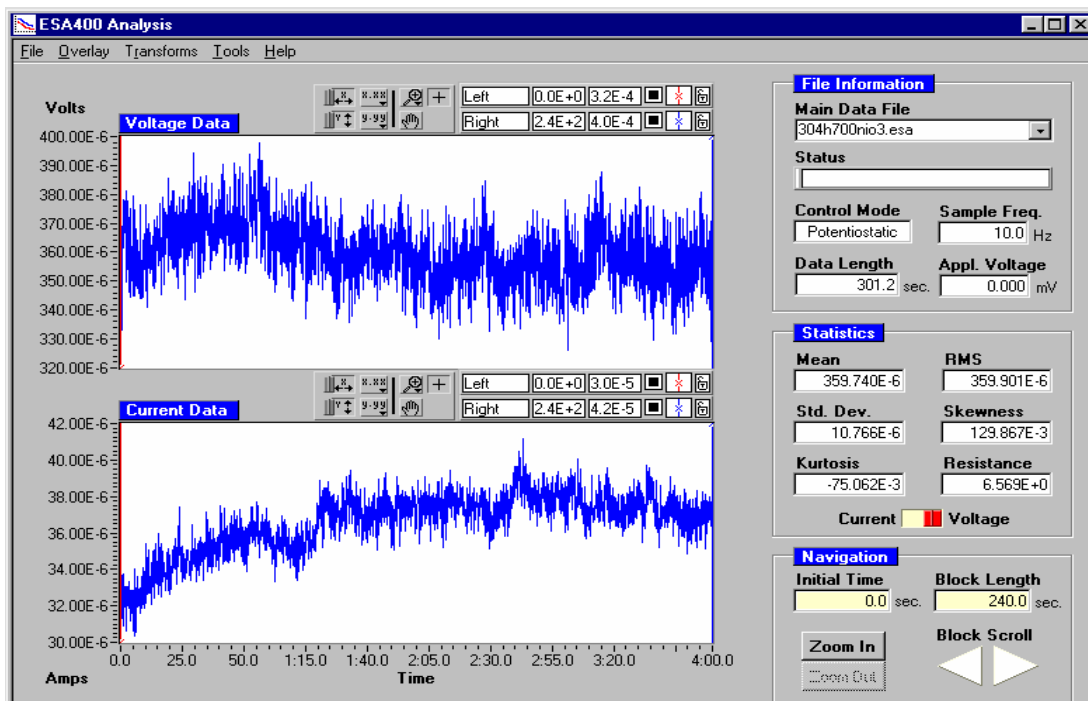 ESA400 Analysis
File Overlay Transforms Tools Help
Volts
Voltage Data
X.XX
Y.YY
Left 0.0E+0 3.2E-4
Right 2.4E+2 4.0E-4
400.00E-6
390.00E-6
380.00E-6
370.00E-6
360.00E-6
350.00E-6
340.00E-6
330.00E-6
320.00E-6
Current Data
X.XX
Y.YY
Left 0.0E+0 3.0E-5
Right 2.4E+2 4.2E-5
42.00E-6
40.00E-6
38.00E-6
36.00E-6
34.00E-6
32.00E-6
30.00E-6
0.0 25.0 50.0 1:15.0 1:40.0 2:05.0 2:30.0 2:55.0 3:20.0 4:00.0
Amps
Time
File Information
Main Data File
304h700nio3.esa
Status
Control Mode Sample Freq.
Potentiostatic 10.0 Hz
Data Length Appl. Voltage
301.2 sec. 0.000 mV
Statistics
Mean RMS
359.740E-6 359.901E-6
Std. Dev. Skewness
10.766E-6 129.867E-3
Kurtosis Resistance
-75.062E-3 6.569E+0
Current Voltage
Navigation
Initial Time Block Length
0.0 sec. 240.0 sec.
Zoom In Block Scroll
Zoom Out